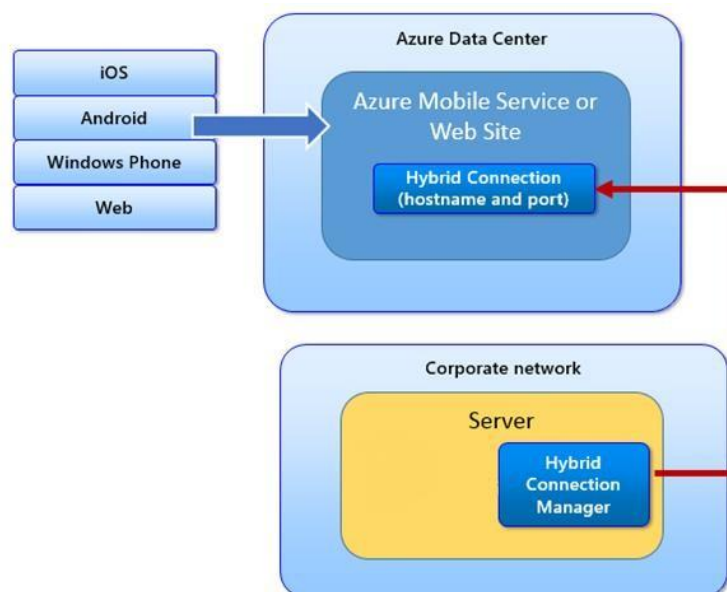 Azure Data Center
iOS
Android
Windows Phone
Web
Azure Mobile Service or
Web Site
Hybrid Connection
(hostname and port)
Corporate network
Server
Hybrid
Connection
Manager